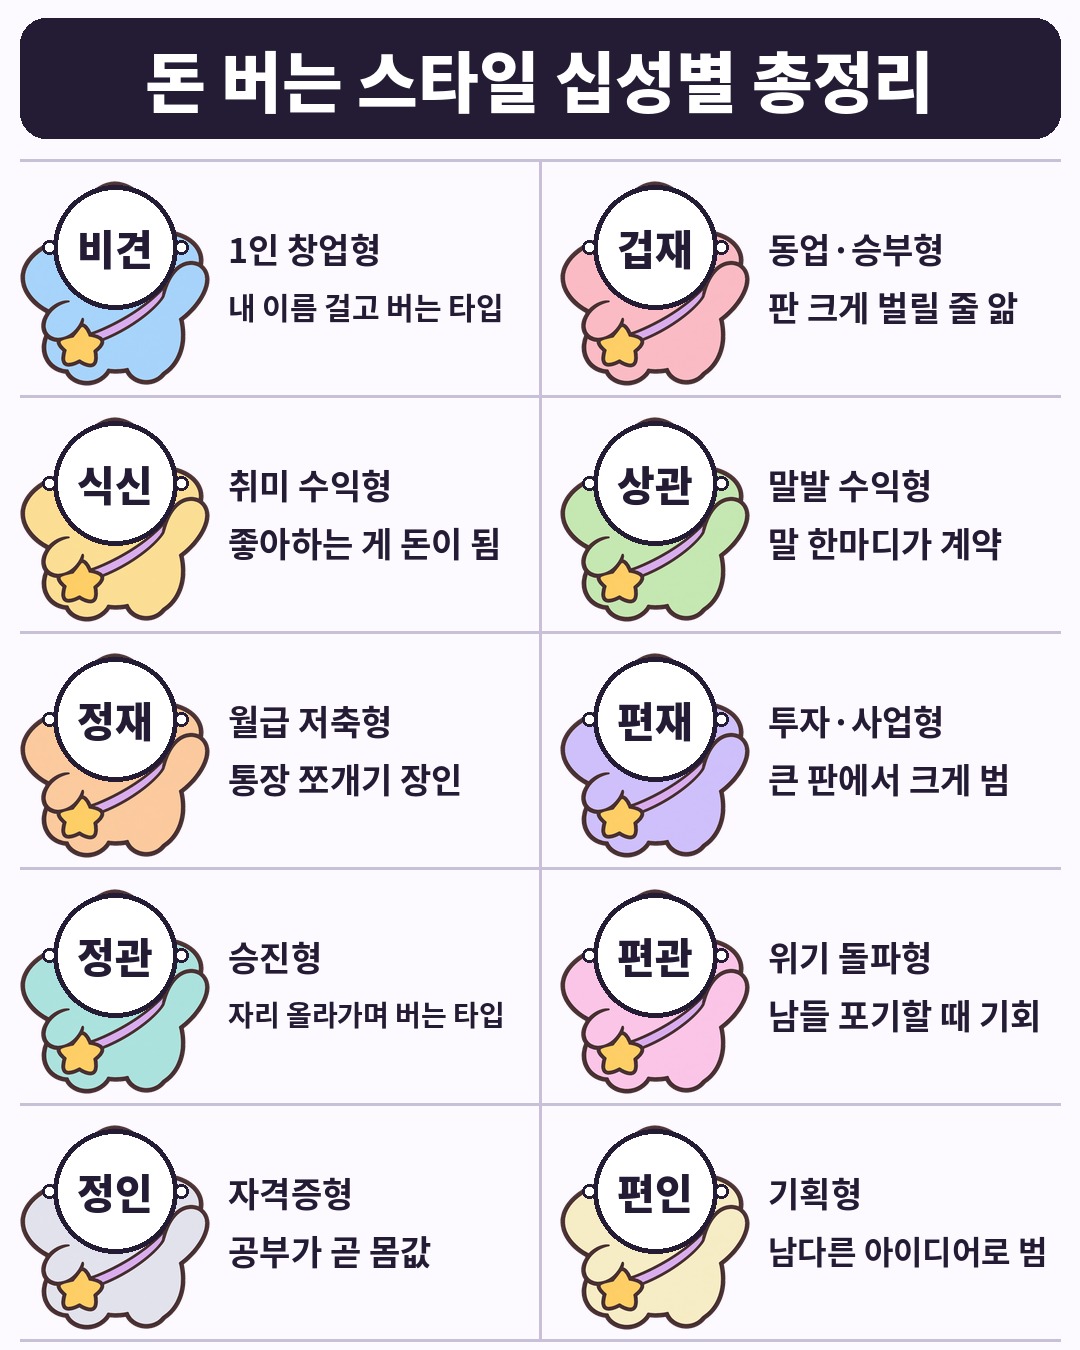 돈 버는 스타일 십성별 총정리
비견
1인 창업형
내 이름 걸고 버는 타입
겁재
동업·승부형
판 크게 벌릴 줄 앎
식신
취미 수익형
좋아하는 게 돈이 됨
상관
말발 수익형
말 한마디가 계약
정재
월급 저축형
통장 쪼개기 장인
편재
투자·사업형
큰 판에서 크게 범
정관
승진형
자리 올라가며 버는 타입
편관
위기 돌파형
남들 포기할 때 기회
정인
자격증형
공부가 곧 몸값
편인
기획형
남다른 아이디어로 범